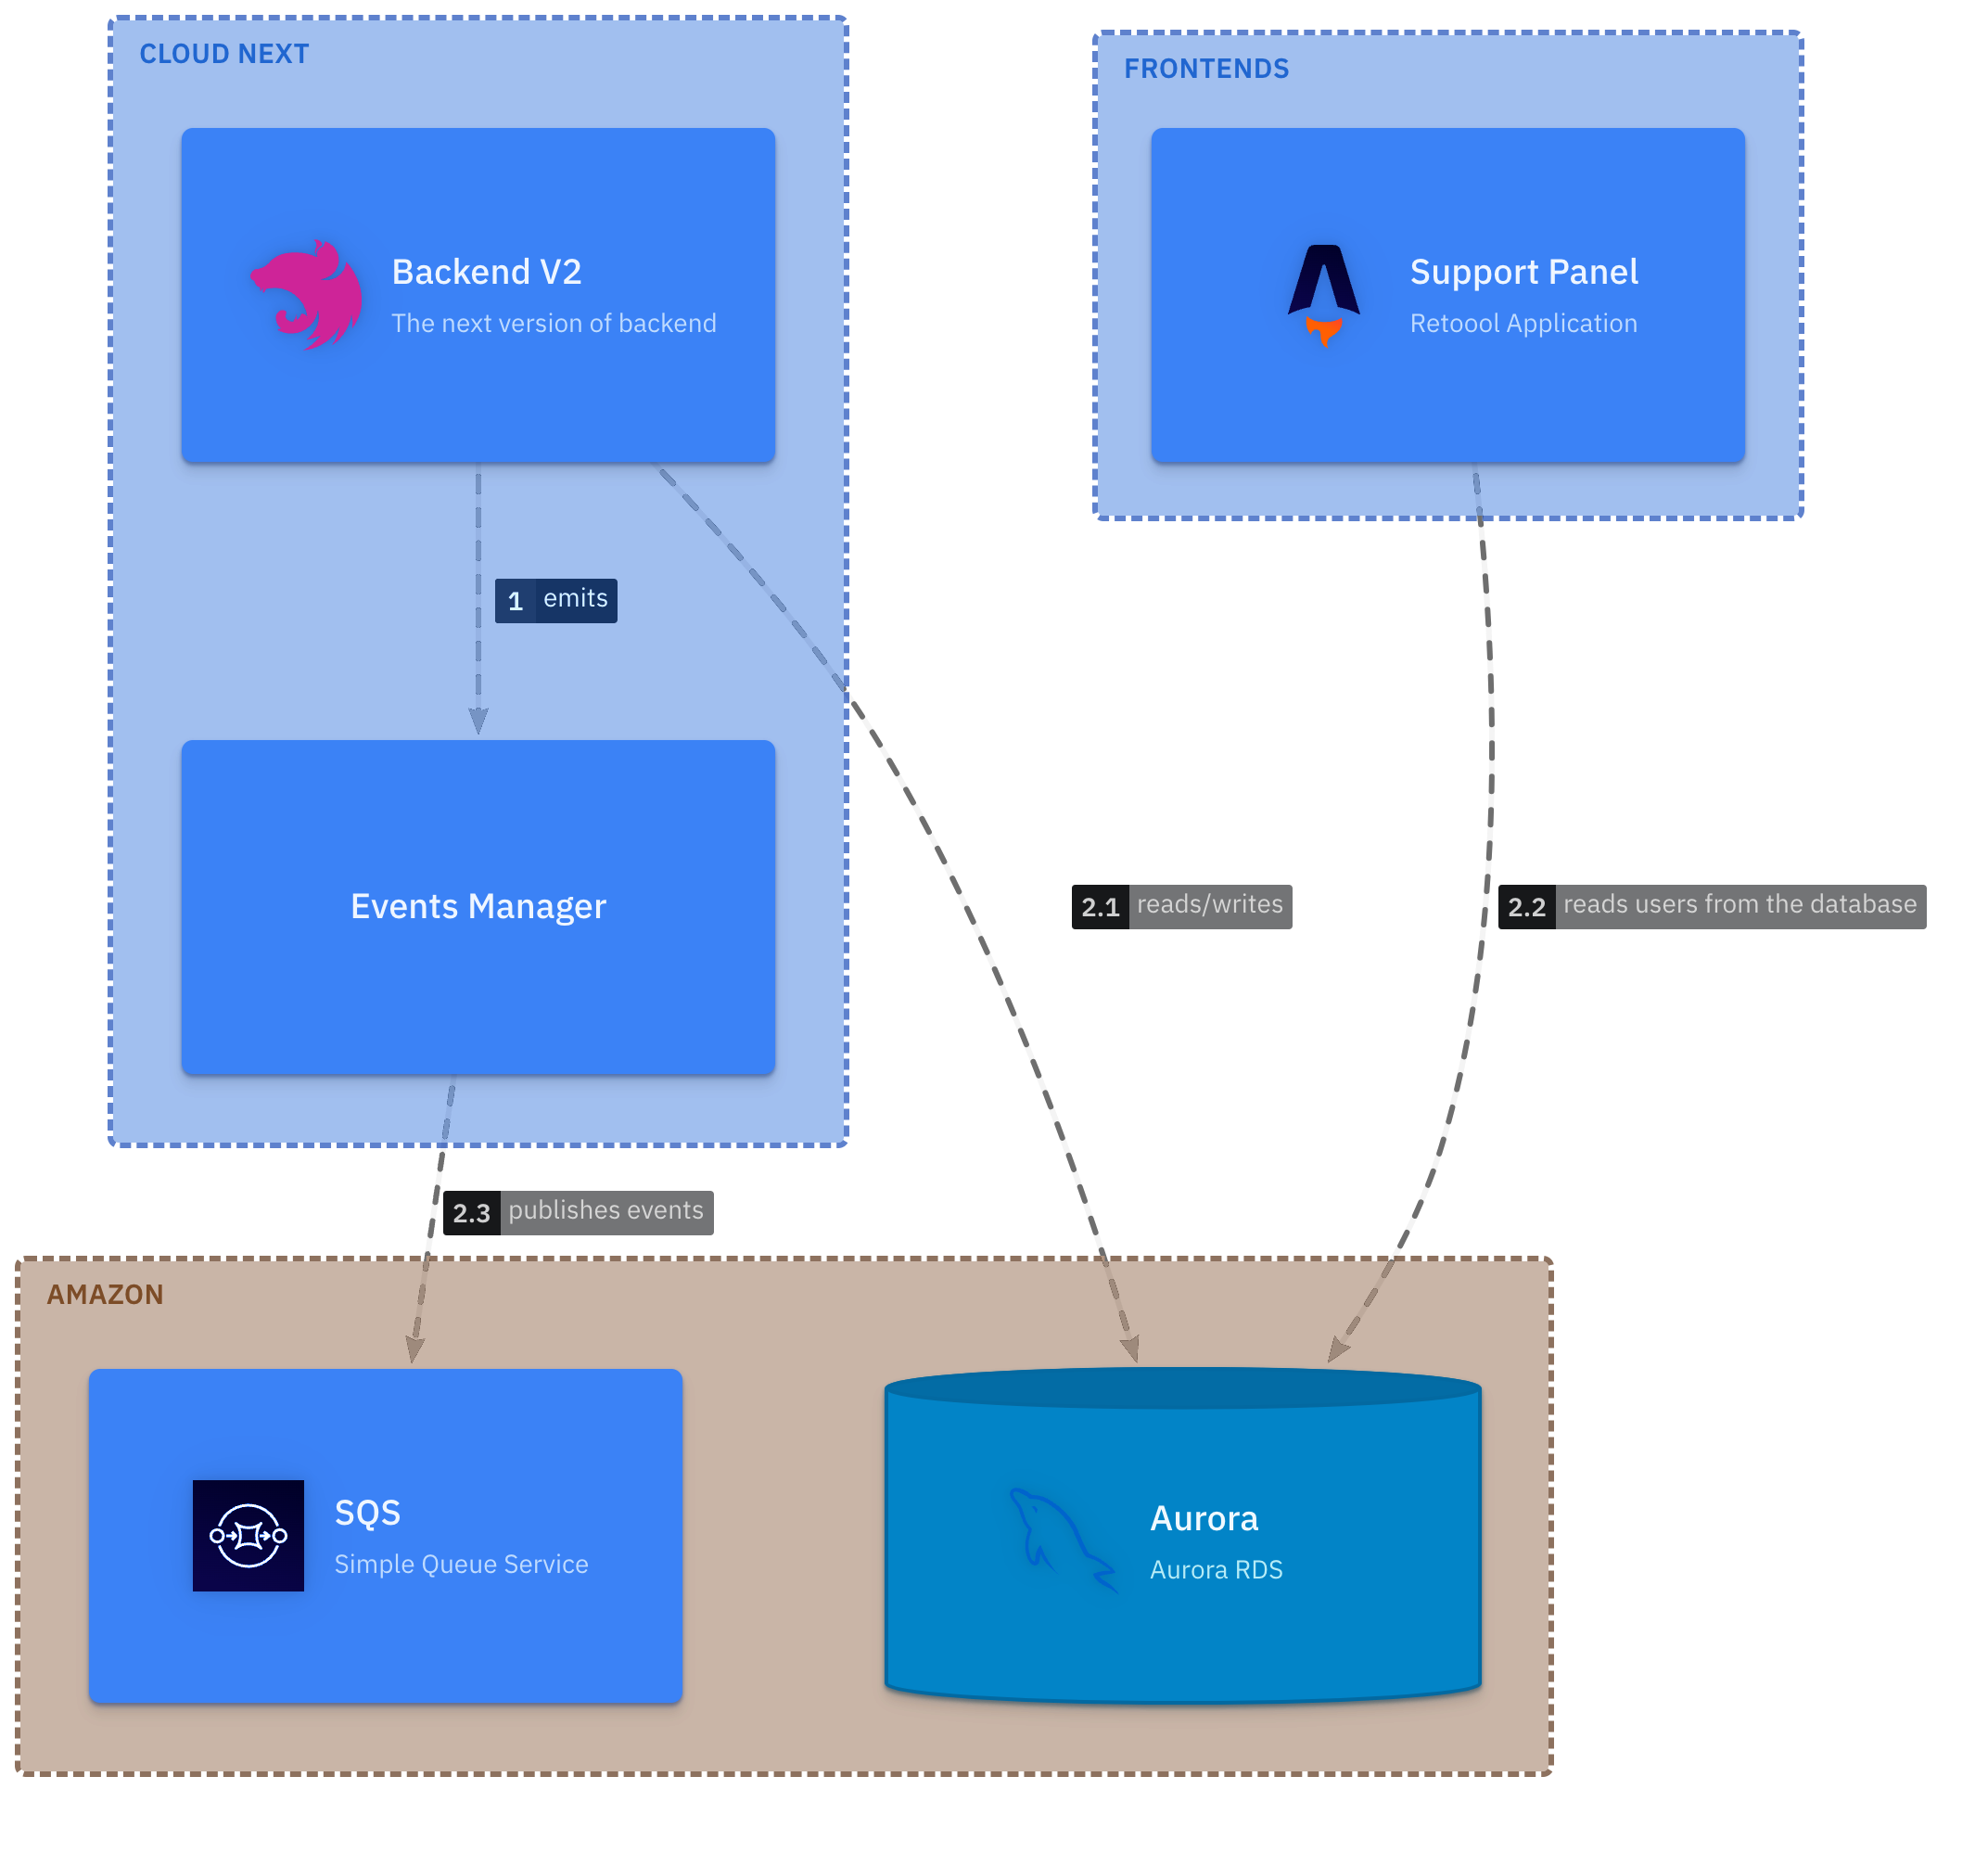 CLOUD NEXT
Backend V2
The next version of backend
1 emits
Events Manager
FRONTENDS
Support Panel
Retoool Application
2.1 reads/writes
2.2 reads users from the database
2.3 publishes events
AMAZON
SQS
Simple Queue Service
Aurora
Aurora RDS